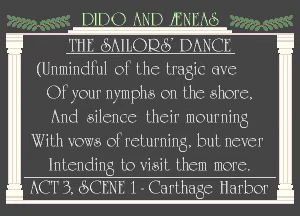 DIDO AND ÆNEAS
THE SAILORS' DANCE
(Unmindful of the tragic ave
Of your nymphs on the shore,
And silence their mourning
With vows of returning, but never
Intending to visit them more.
ACT 3, SCENE 1 - Carthage Harbor